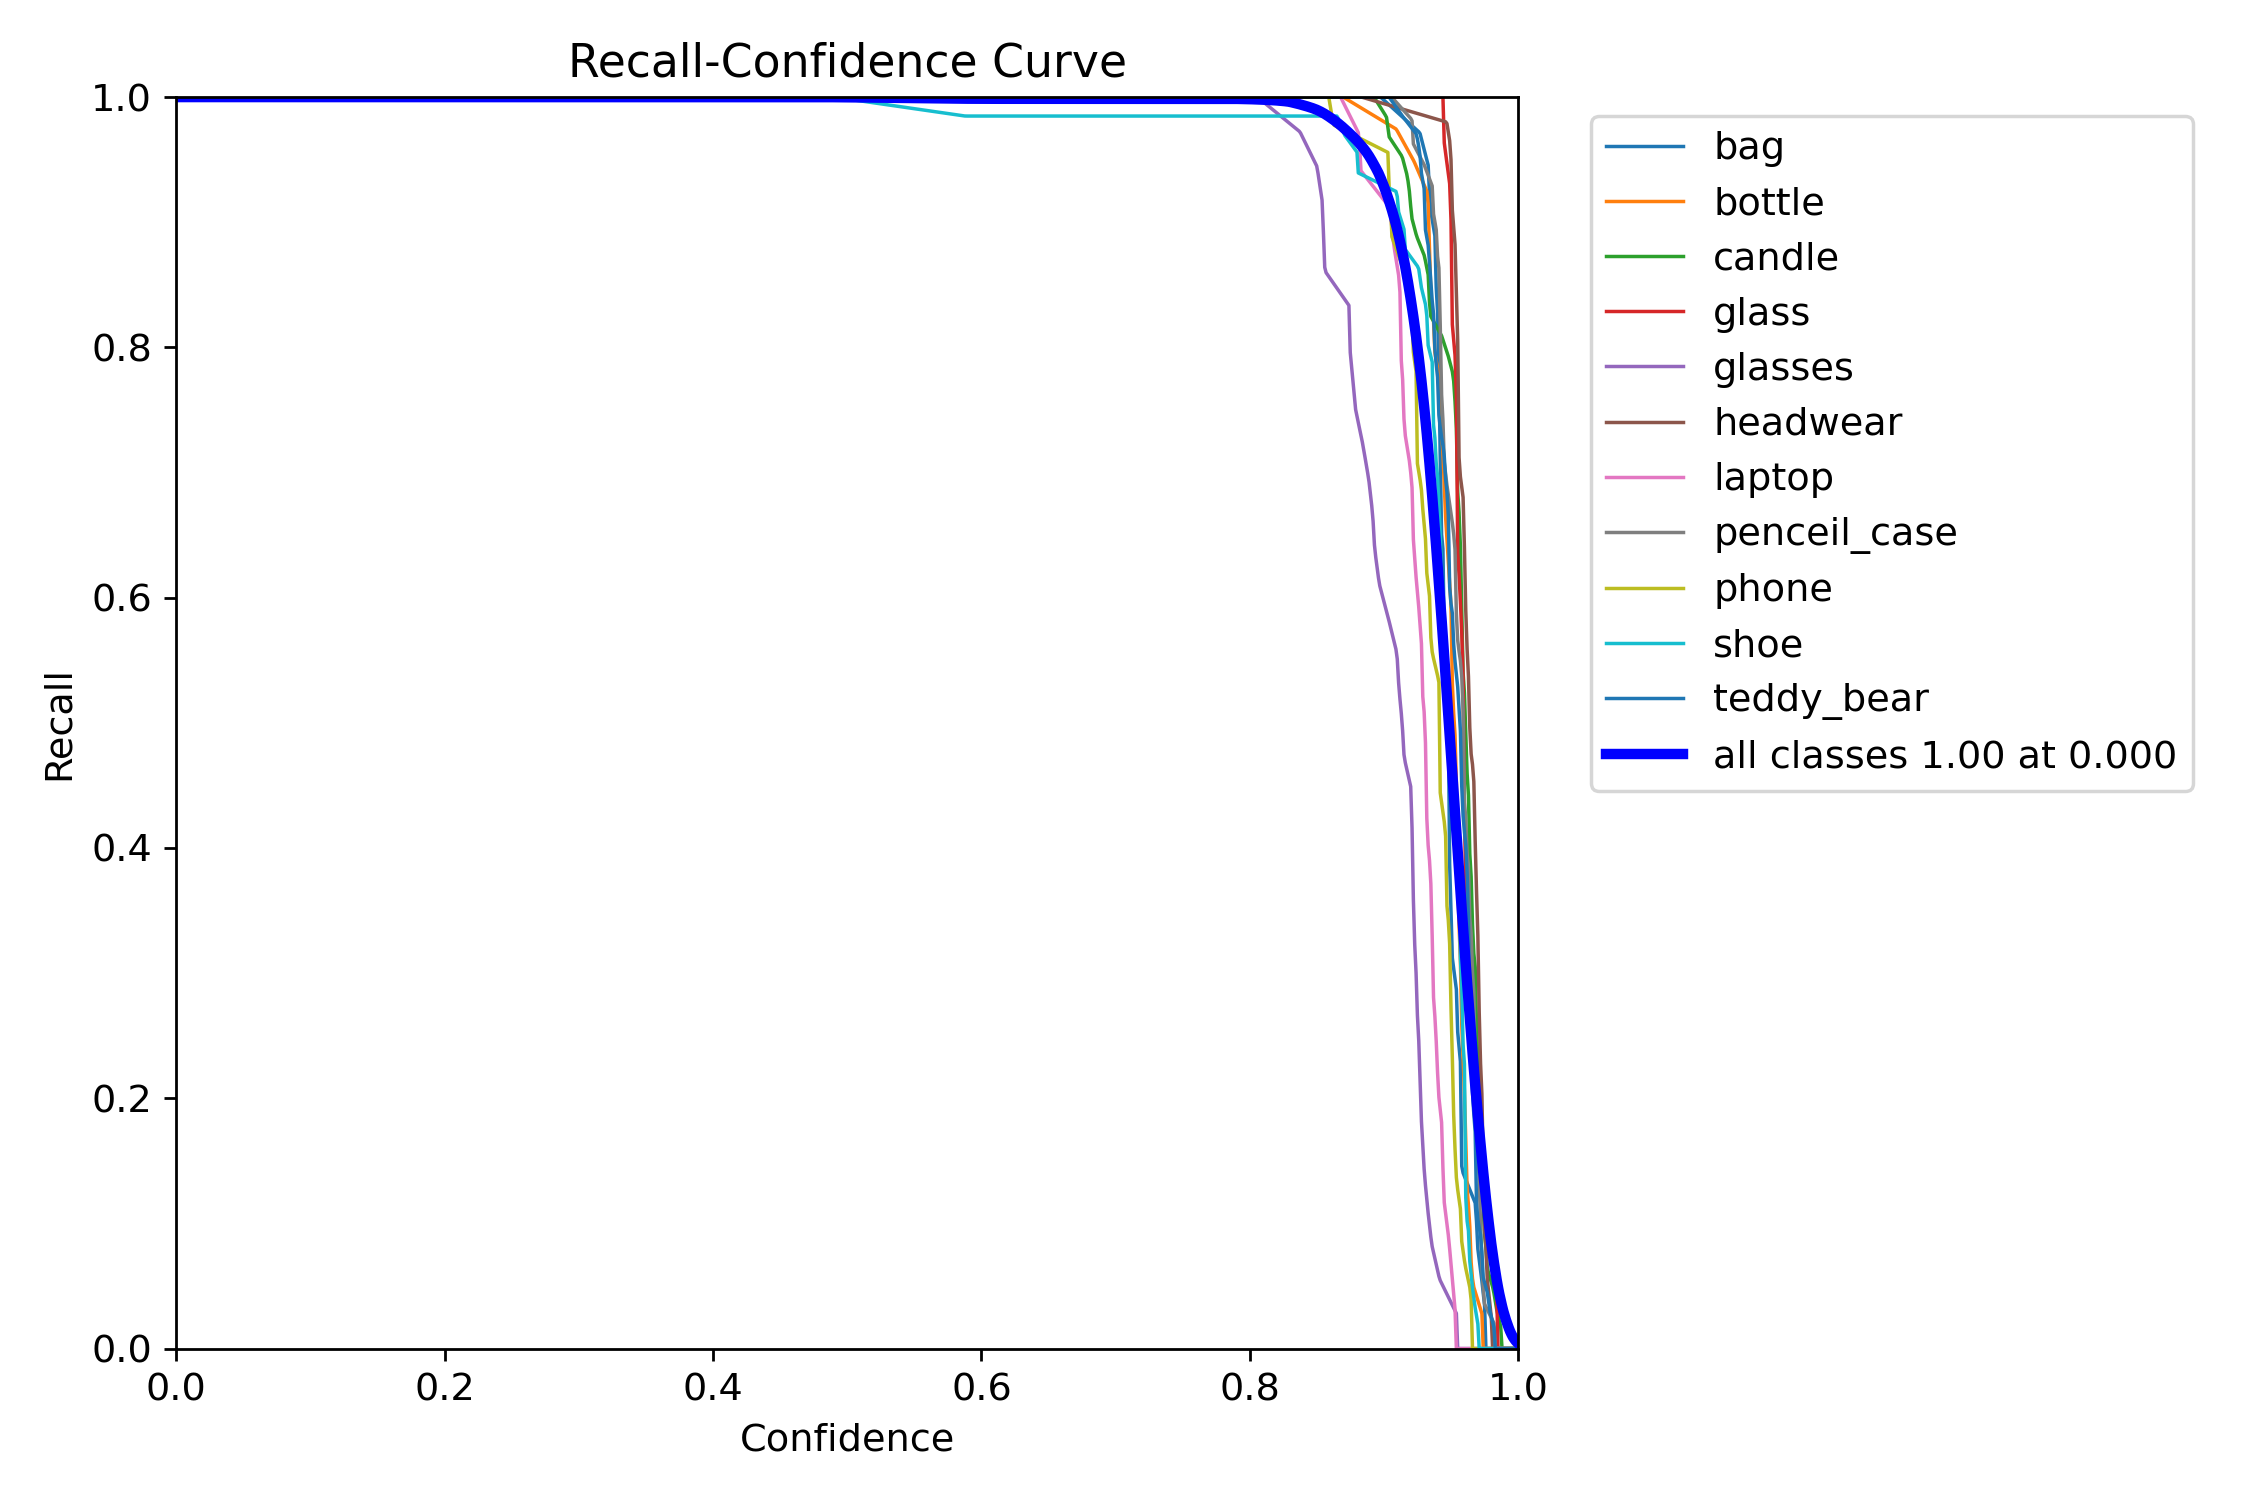 Recall-Confidence Curve
1.0
0.8
0.6
0.4
0.2
0.0
Recall
0.0 0.2 0.4 0.6 0.8 1.0
Confidence
bag
bottle
candle
glass
glasses
headwear
laptop
penceil_case
phone
shoe
teddy_bear
all classes 1.00 at 0.000